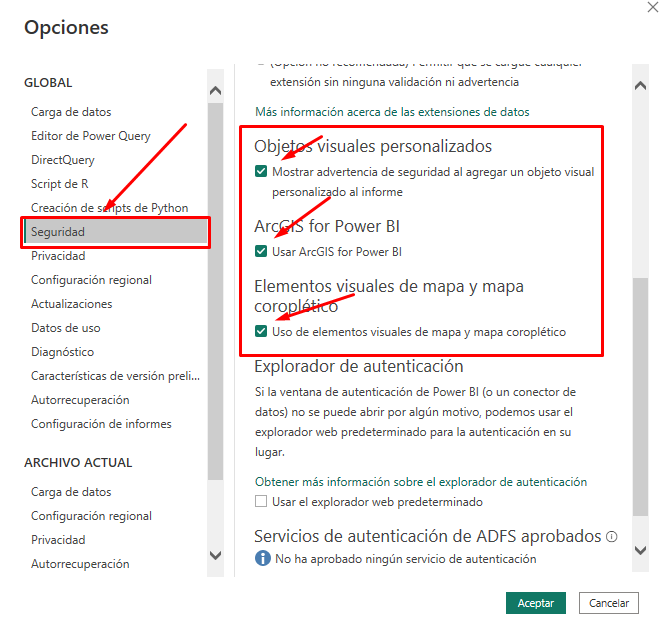 Opciones
GLOBAL
Carga de datos
Editor de Power Query
DirectQuery
Script de R
Creación de scripts de Python
Seguridad
Privacidad
Configuración regional
Actualizaciones
Datos de uso
Diagnóstico
Características de versión preli...
Autorrecuperación
Configuración de informes
ARCHIVO ACTUAL
Carga de datos
Configuración regional
Privacidad
Autorrecuperación
(Opción no recomendada) Permitir que se cargue cualquier
extensión sin ninguna validación ni advertencia
Más información acerca de las extensiones de datos
Objetos visuales personalizados
Mostrar advertencia de seguridad al agregar un objeto visual
personalizado al informe
ArcGIS for Power BI
Usar ArcGIS for Power BI
Elementos visuales de mapa y mapa
coroplético
Uso de elementos visuales de mapa y mapa coroplético
Explorador de autenticación
Si la ventana de autenticación de Power BI (o un conector de
datos) no se puede abrir por algún motivo, podemos usar el
explorador web predeterminado para la autenticación en su
lugar.
Obtener más información sobre el explorador de autenticación
Usar el explorador web predeterminado
Servicios de autenticación de ADFS aprobados
No ha aprobado ningún servicio de autenticación
Aceptar
Cancelar